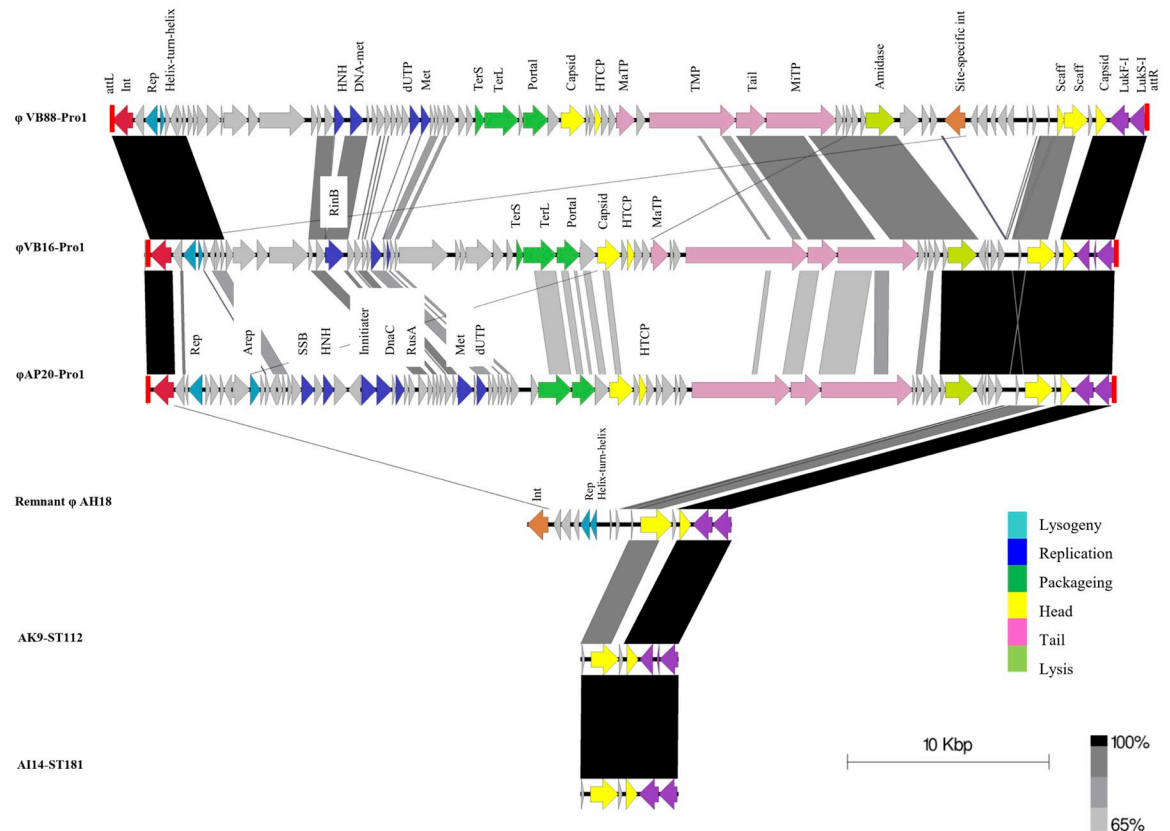 attL
Int
Rep
Helix-turn-helix
HNH
DNA-met
dUTP
Met
TerS
TerL
Portal
Capsid
HTCP
MaTP
TMP
Tail
MiTP
Amidase
Site-specific int
Scaff
Scaff
Capsid
LukF-I
LukS-I
attR
φ VB88-Pro1
RinB
TerS
TerL
Portal
Capsid
HTCP
MaTP
φVB16-Pro1
Rep
Arep
SSB
HNH
Innitiater
DnaC
RusA
Met
dUTP
HTCP
φAP20-Pro1
Int
Rep
Helix-turn-helix
Remnant φ AH18
Lysogeny
Replication
Packageing
Head
Tail
Lysis
AK9-ST112
AI14-ST181
10 Kbp
100%
65%